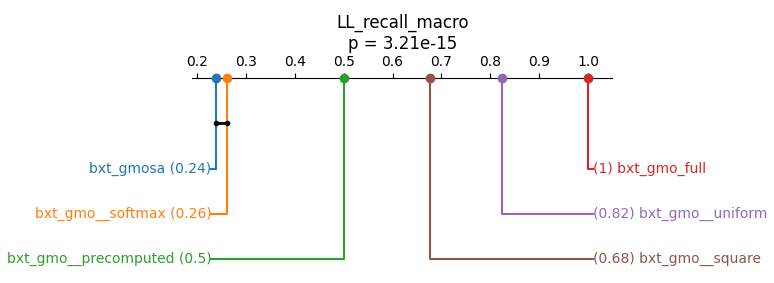 LL_recall_macro
p = 3.21e-15
0.2 0.3 0.4 0.5 0.6 0.7 0.8 0.9 1.0
bxt_gmosa (0.24) (1) bxt_gmo_full
bxt_gmo__softmax (0.26) (0.82) bxt_gmo__uniform
bxt_gmo__precomputed (0.5) (0.68) bxt_gmo__square